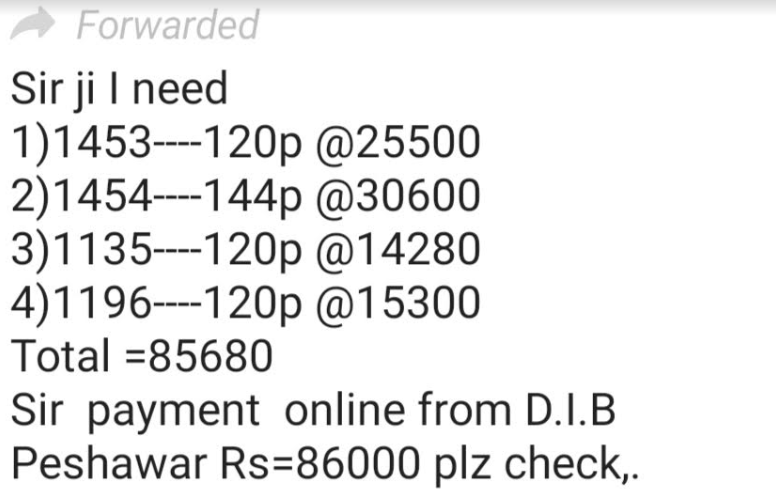 Forwarded
Sir ji I need
1)1453----120p @25500
2)1454----144p @30600
3)1135----120p @14280
4)1196----120p @15300
Total =85680
Sir  payment  online from D.I.B
Peshawar Rs=86000 plz check,.